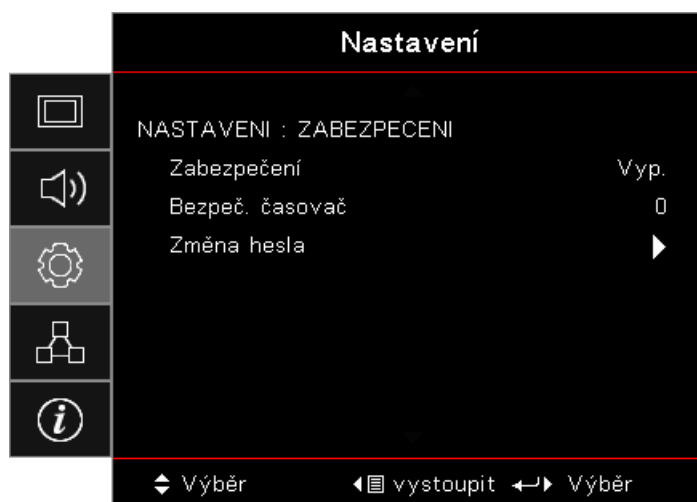 Nastavení
NASTAVENI : ZABEZPECENI
Zabezpečení Vyp.
Bezpeč. časovač 0
Změna hesla
Výběr vystoupit Výběr